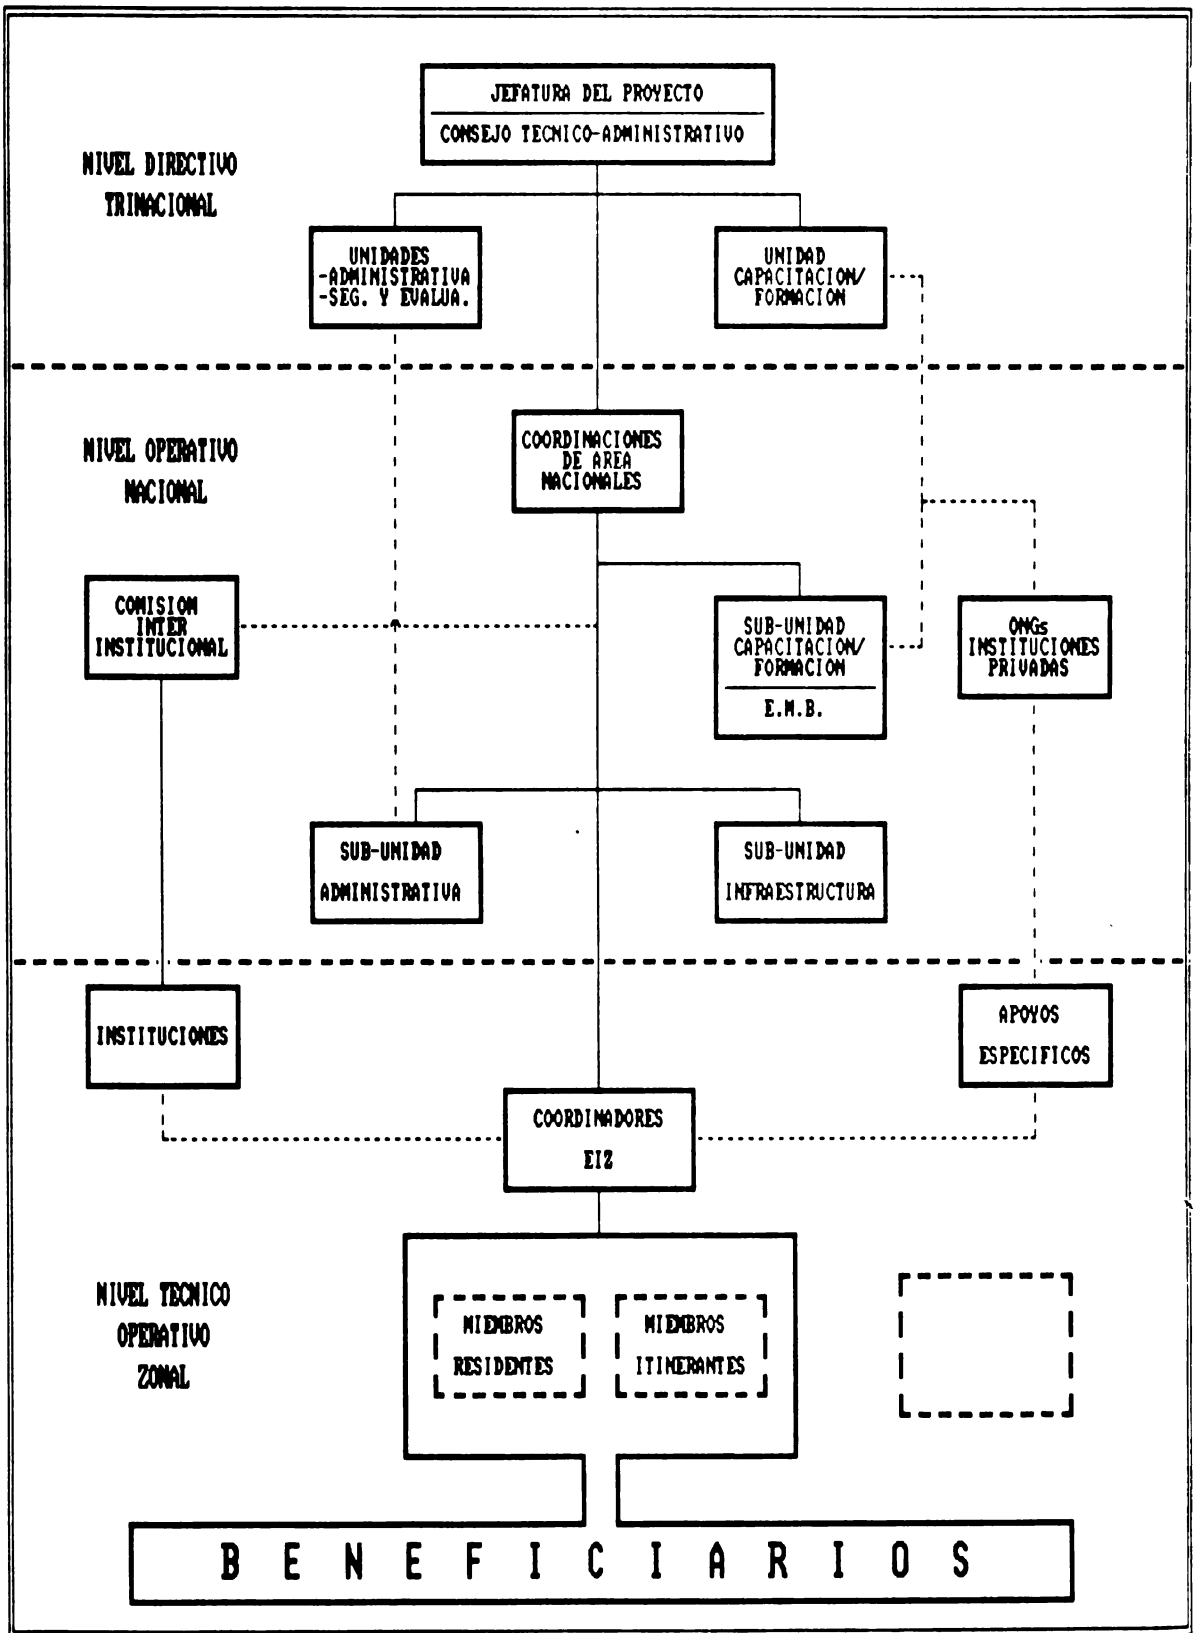 JEFATURA DEL PROYECTO
CONSEJO TECNICO-ADMINISTRATIVO
NIVEL DIRECTIVO
TRINACIONAL
UNIDADES
-ADMINISTRATIVA
-SEG. Y EVALUA.
UNIDAD
CAPACITACION/
FORMACION
NIVEL OPERATIVO
NACIONAL
COORDINACIONES
DE AREA
NACIONALES
COMISION
INTER
INSTITUCIONAL
SUB-UNIDAD
CAPACITACION/
FORMACION
E.M.B.
ONGs
INSTITUCIONES
PRIVADAS
SUB-UNIDAD
ADMINISTRATIVA
SUB-UNIDAD
INFRAESTRUCTURA
INSTITUCIONES
APOYOS
ESPECIFICOS
COORDINADORES
EIZ
NIVEL TECNICO
OPERATIVO
ZONAL
MIEMBROS
RESIDENTES
MIEMBROS
ITINERANTES
BENEFICIARIOS